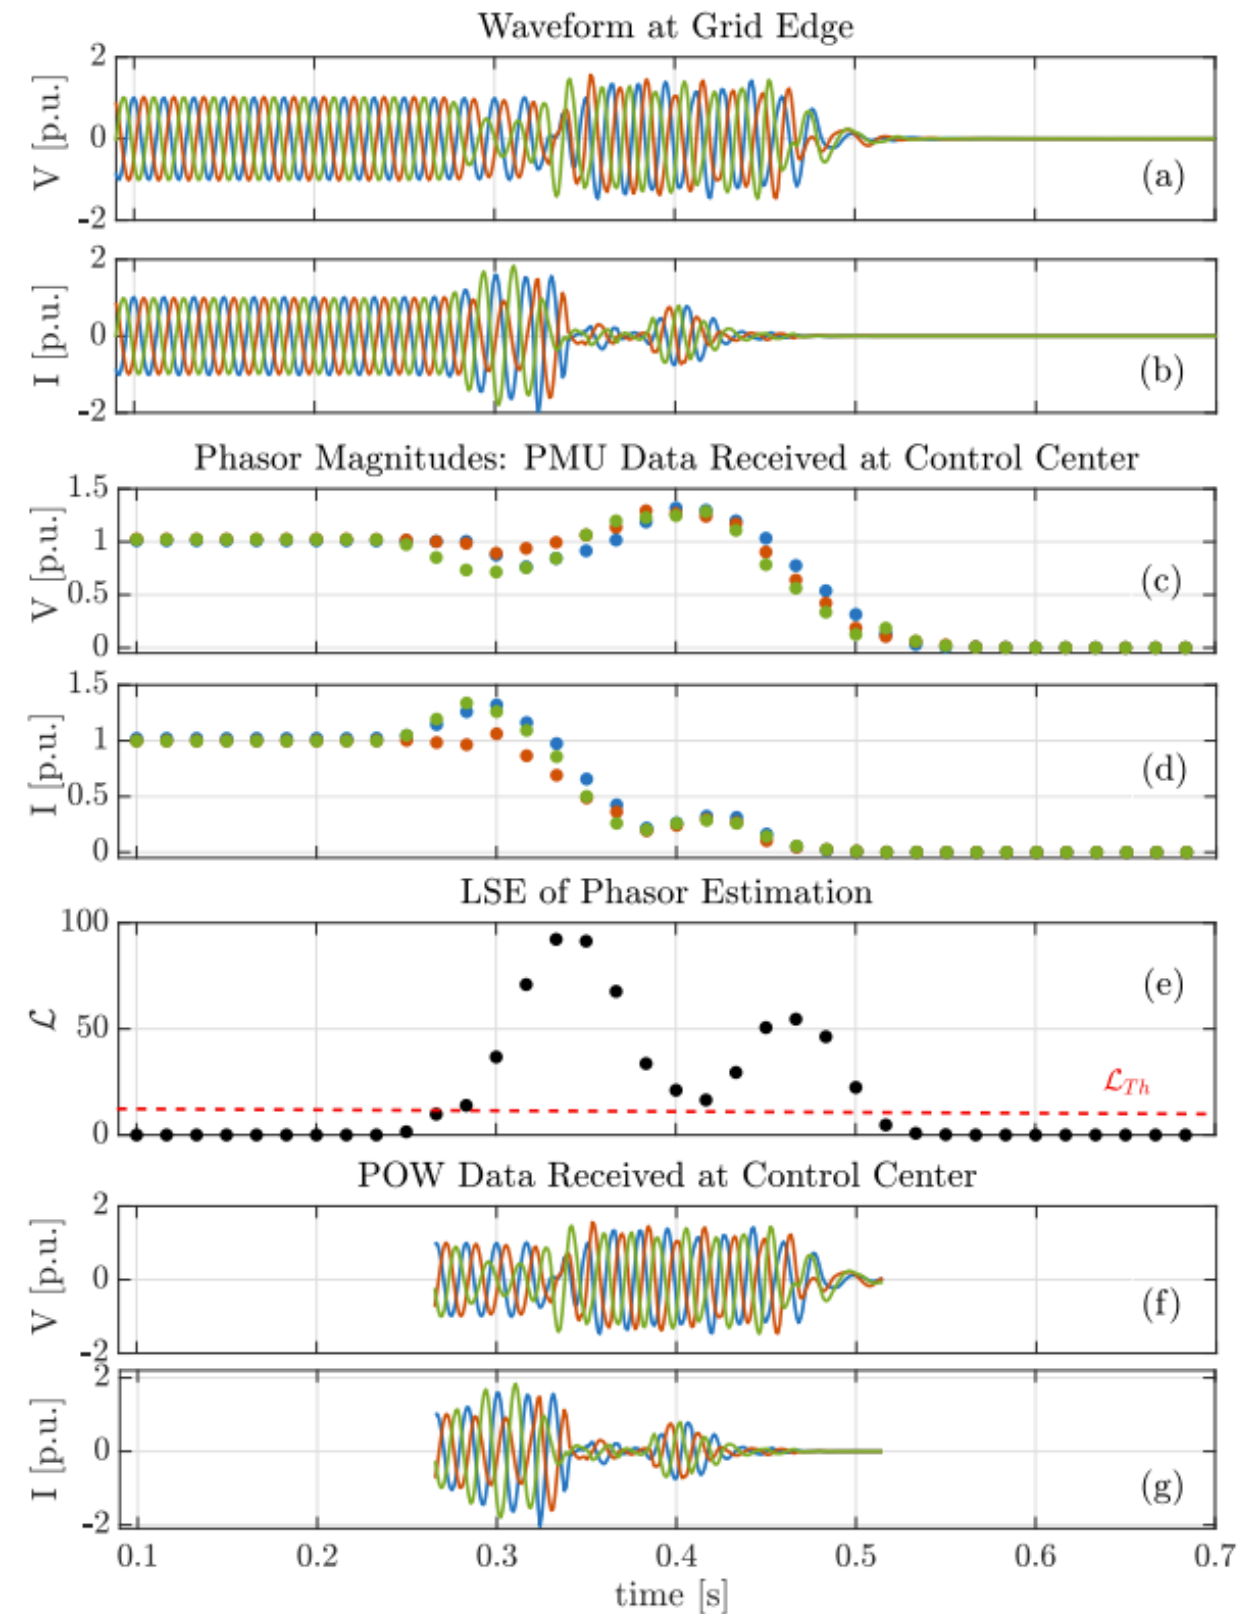 Waveform at Grid Edge
2
0
-2
V [p.u.]
(a)
2
0
-2
I [p.u.]
(b)
Phasor Magnitudes: PMU Data Received at Control Center
1.5
1
0.5
0
V [p.u.]
(c)
1.5
1
0.5
0
I [p.u.]
(d)
LSE of Phasor Estimation
100
50
0
ℒ
(e)
ℒ_Th
POW Data Received at Control Center
2
0
-2
V [p.u.]
(f)
2
0
-2
I [p.u.]
(g)
0.1 0.2 0.3 0.4 0.5 0.6 0.7
time [s]